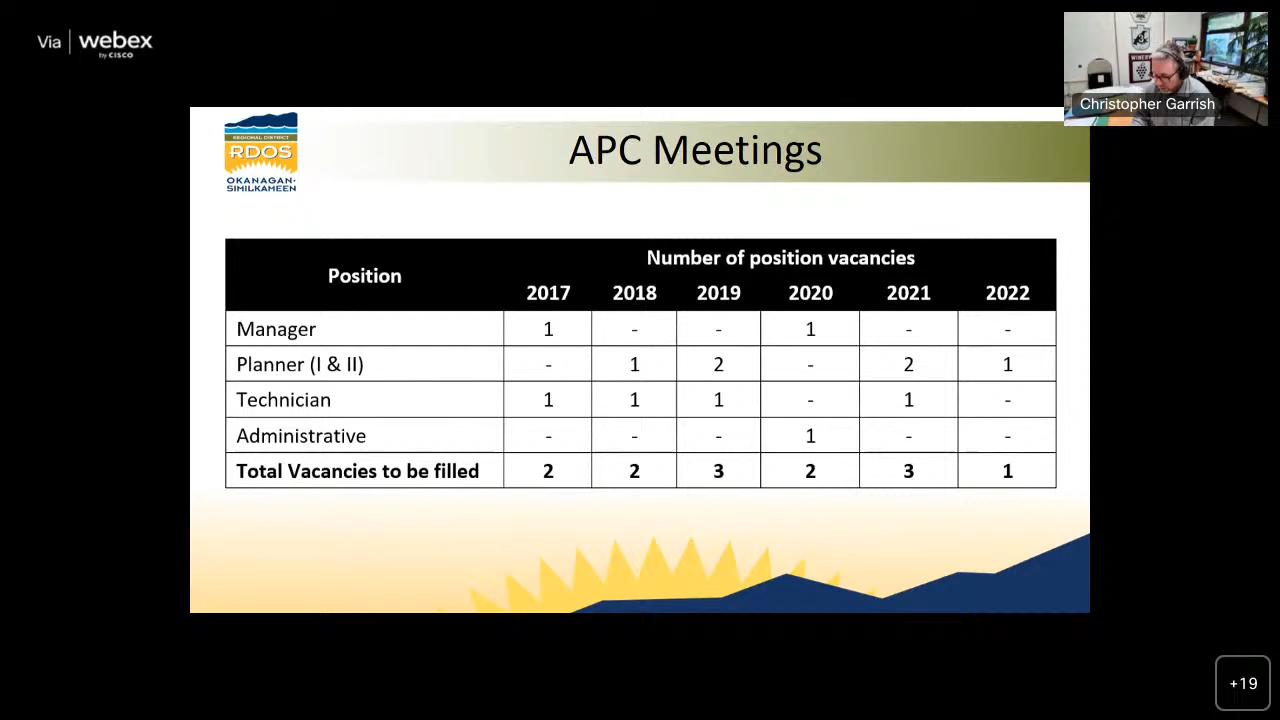 Via | webex
by CISCO
Christopher Garrish
REGIONAL DISTRICT
RDOS
OKANAGAN-
SIMILKAMEEN
APC Meetings
Position Number of position vacancies
2017 2018 2019 2020 2021 2022
Manager 1 - - 1 - -
Planner (I & II) - 1 2 - 2 1
Technician 1 1 1 - 1 -
Administrative - - - 1 - -
Total Vacancies to be filled 2 2 3 2 3 1
WINERY
+19